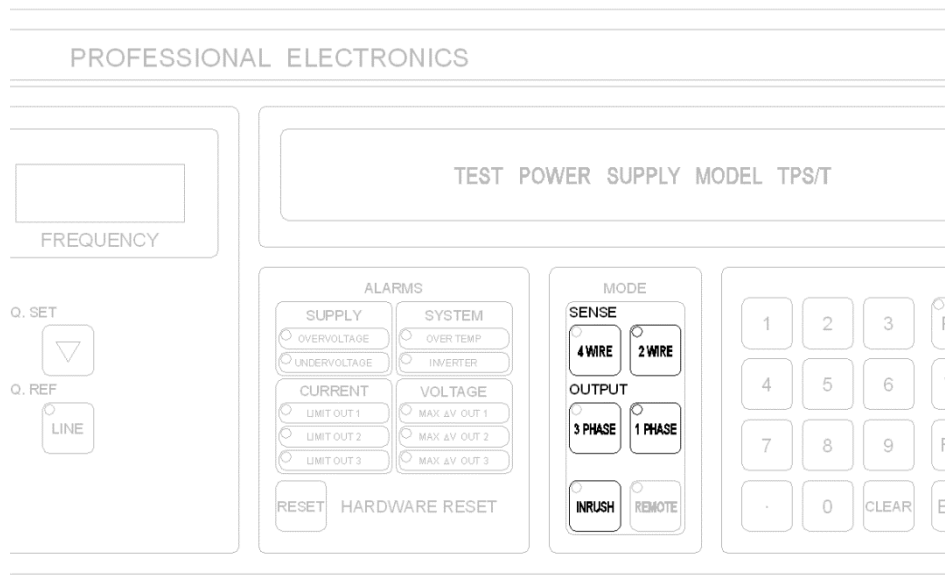 PROFESSIONAL ELECTRONICS
TEST POWER SUPPLY MODEL TPS/T
FREQUENCY
Q. SET
Q. REF
LINE
ALARMS
SUPPLY
OVERVOLTAGE
UNDERVOLTAGE
SYSTEM
OVER TEMP
INVERTER
CURRENT
LIMIT OUT 1
LIMIT OUT 2
LIMIT OUT 3
VOLTAGE
MAX ΔV OUT 1
MAX ΔV OUT 2
MAX ΔV OUT 3
RESET HARDWARE RESET
MODE
SENSE
4 WIRE 2 WIRE
OUTPUT
3 PHASE 1 PHASE
INRUSH REMOTE
1 2 3
4 5 6
7 8 9
. 0 CLEAR E